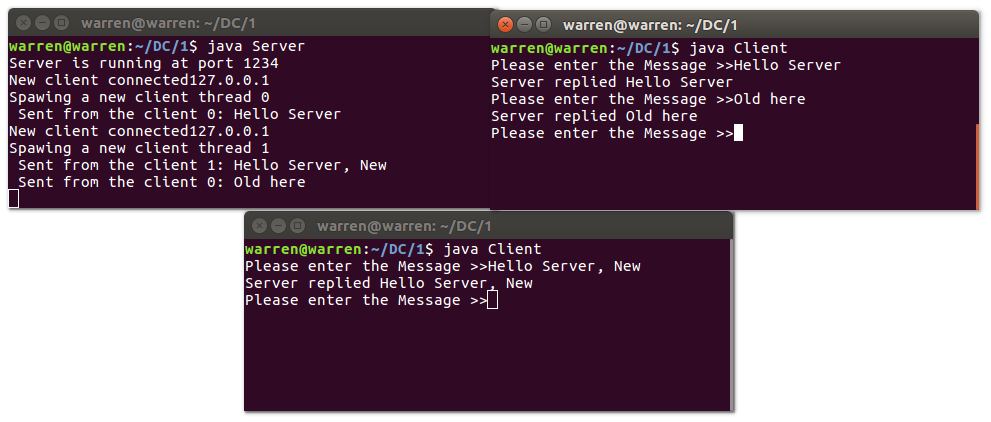 warren@warren: ~/DC/1
warren@warren:~/DC/1$ java Server
Server is running at port 1234
New client connected127.0.0.1
Spawing a new client thread 0
 Sent from the client 0: Hello Server
New client connected127.0.0.1
Spawing a new client thread 1
 Sent from the client 1: Hello Server, New
 Sent from the client 0: Old here
warren@warren: ~/DC/1
warren@warren:~/DC/1$ java Client
Please enter the Message >>Hello Server
Server replied Hello Server
Please enter the Message >>Old here
Server replied Old here
Please enter the Message >>
warren@warren: ~/DC/1
warren@warren:~/DC/1$ java Client
Please enter the Message >>Hello Server, New
Server replied Hello Server, New
Please enter the Message >>